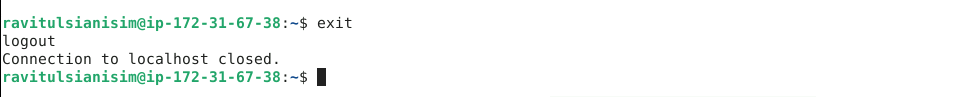 ravitulsianisim@ip-172-31-67-38:~$ exit
logout
Connection to localhost closed.
ravitulsianisim@ip-172-31-67-38:~$